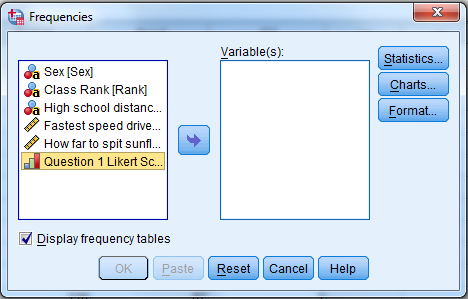 Frequencies
Variable(s):
Sex [Sex]
Class Rank [Rank]
High school distanc...
Fastest speed drive...
How far to spit sunfl...
Question 1 Likert Sc...
Statistics...
Charts...
Format...
Display frequency tables
OK Paste Reset Cancel Help